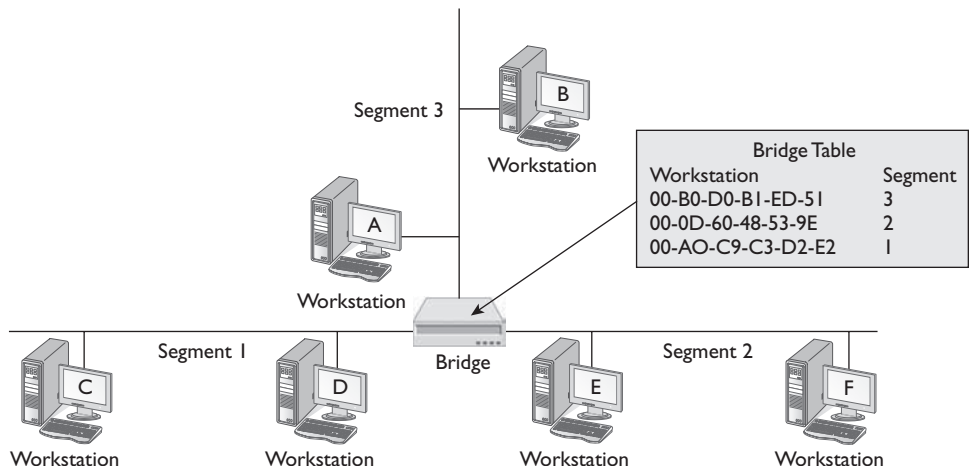 B
Segment 3
Workstation
Bridge Table
Workstation Segment
00-B0-D0-B1-ED-51 3
00-0D-60-48-53-9E 2
00-AO-C9-C3-D2-E2 1
A
Workstation
Segment 1
Bridge
Segment 2
C
D
E
F
Workstation
Workstation
Workstation
Workstation